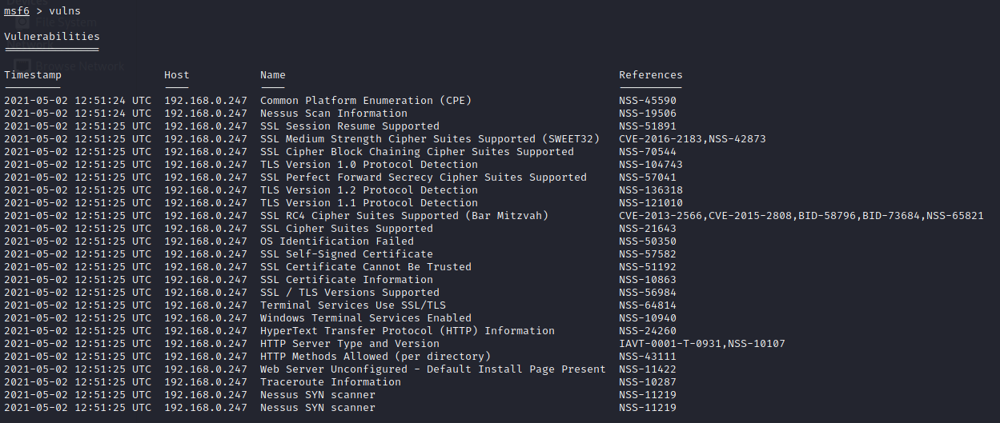 msf6 > vulns
File System
Vulnerabilities
Browse Network
Timestamp Host Name References
2021-05-02 12:51:24 UTC 192.168.0.247 Common Platform Enumeration (CPE) NSS-45590
2021-05-02 12:51:24 UTC 192.168.0.247 Nessus Scan Information NSS-19506
2021-05-02 12:51:25 UTC 192.168.0.247 SSL Session Resume Supported NSS-51891
2021-05-02 12:51:25 UTC 192.168.0.247 SSL Medium Strength Cipher Suites Supported (SWEET32) CVE-2016-2183,NSS-42873
2021-05-02 12:51:25 UTC 192.168.0.247 SSL Cipher Block Chaining Cipher Suites Supported NSS-70544
2021-05-02 12:51:25 UTC 192.168.0.247 TLS Version 1.0 Protocol Detection NSS-104743
2021-05-02 12:51:25 UTC 192.168.0.247 SSL Perfect Forward Secrecy Cipher Suites Supported NSS-57041
2021-05-02 12:51:25 UTC 192.168.0.247 TLS Version 1.2 Protocol Detection NSS-136318
2021-05-02 12:51:25 UTC 192.168.0.247 TLS Version 1.1 Protocol Detection NSS-121010
2021-05-02 12:51:25 UTC 192.168.0.247 SSL RC4 Cipher Suites Supported (Bar Mitzvah) CVE-2013-2566,CVE-2015-2808,BID-58796,BID-73684,NSS-65821
2021-05-02 12:51:25 UTC 192.168.0.247 SSL Cipher Suites Supported NSS-21643
2021-05-02 12:51:25 UTC 192.168.0.247 OS Identification Failed NSS-50350
2021-05-02 12:51:25 UTC 192.168.0.247 SSL Self-Signed Certificate NSS-57582
2021-05-02 12:51:25 UTC 192.168.0.247 SSL Certificate Cannot Be Trusted NSS-51192
2021-05-02 12:51:25 UTC 192.168.0.247 SSL Certificate Information NSS-10863
2021-05-02 12:51:25 UTC 192.168.0.247 SSL / TLS Versions Supported NSS-56984
2021-05-02 12:51:25 UTC 192.168.0.247 Terminal Services Use SSL/TLS NSS-64814
2021-05-02 12:51:25 UTC 192.168.0.247 Windows Terminal Services Enabled NSS-10940
2021-05-02 12:51:25 UTC 192.168.0.247 HyperText Transfer Protocol (HTTP) Information NSS-24260
2021-05-02 12:51:25 UTC 192.168.0.247 HTTP Server Type and Version IAVT-0001-T-0931,NSS-10107
2021-05-02 12:51:25 UTC 192.168.0.247 HTTP Methods Allowed (per directory) NSS-43111
2021-05-02 12:51:25 UTC 192.168.0.247 Web Server Unconfigured - Default Install Page Present NSS-11422
2021-05-02 12:51:25 UTC 192.168.0.247 Traceroute Information NSS-10287
2021-05-02 12:51:25 UTC 192.168.0.247 Nessus SYN scanner NSS-11219
2021-05-02 12:51:25 UTC 192.168.0.247 Nessus SYN scanner NSS-11219